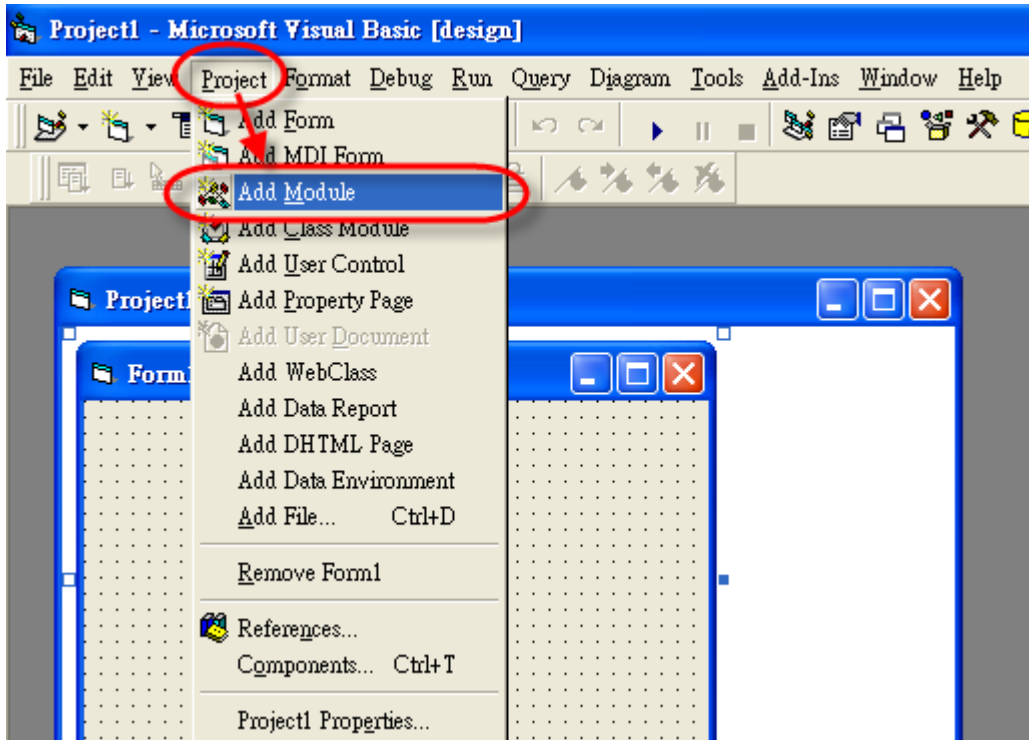 Project1 - Microsoft Visual Basic [design]
File Edit View Project Format Debug Run Query Diagram Tools Add-Ins Window Help
Add Form
Add MDI Form
Add Module
Add Class Module
Add User Control
Project1
Add Property Page
Add User Document
Form1
Add WebClass
Add Data Report
Add DHTML Page
Add Data Environment
Add File... Ctrl+D
Remove Form1
References...
Components... Ctrl+T
Project1 Properties...